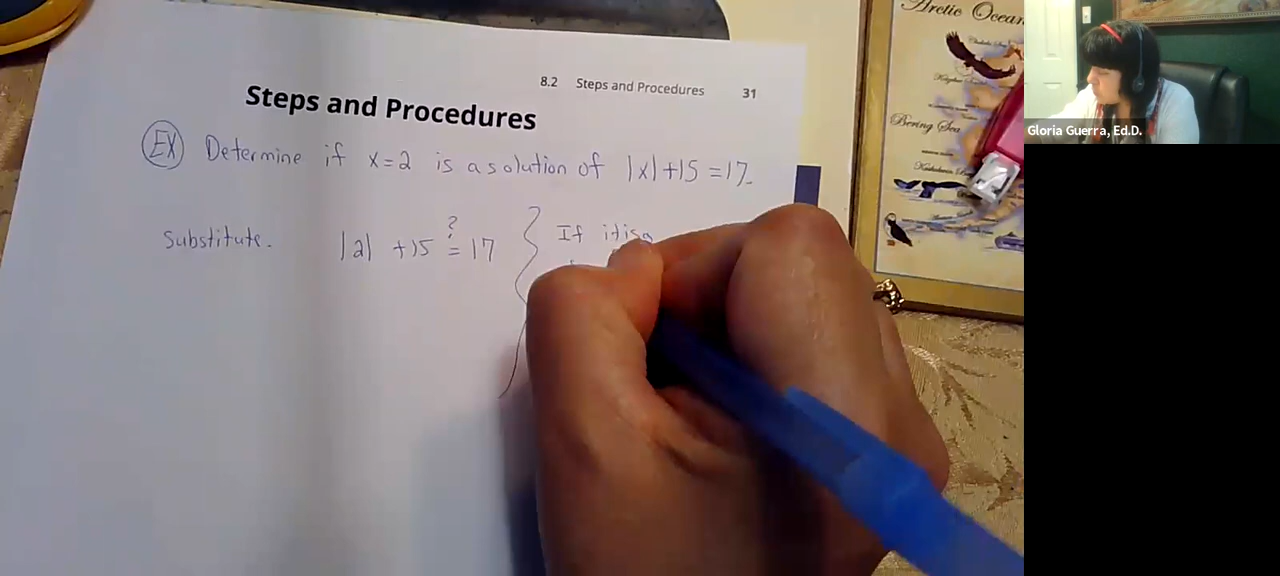 8.2 Steps and Procedures 31
Steps and Procedures
EX Determine if x=2 is a solution of |x|+15=17.
Substitute. |2| +15 ≟ 17
If it is a
Arctic Ocean
Bering Sea
Gloria Guerra, Ed.D.